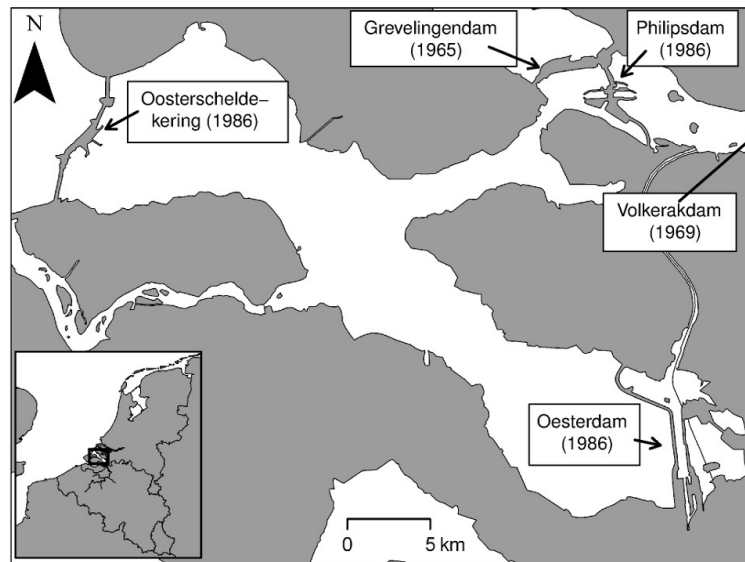 N
Grevelingendam
(1965)
Philipsdam
(1986)
Oosterschelde–
kering (1986)
Volkerakdam
(1969)
Oesterdam
(1986)
0 5 km